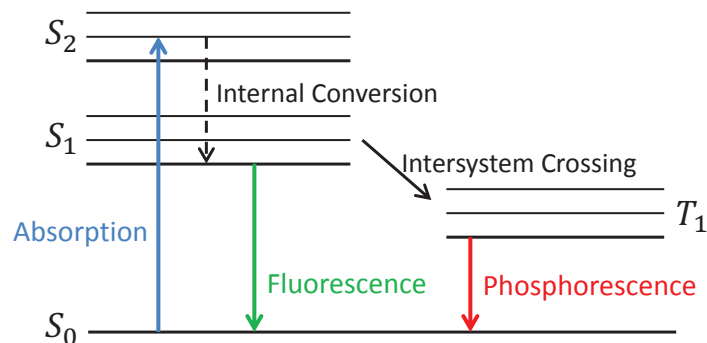 S₂
Internal Conversion
S₁
Intersystem Crossing
T₁
Absorption
Fluorescence
Phosphorescence
S₀